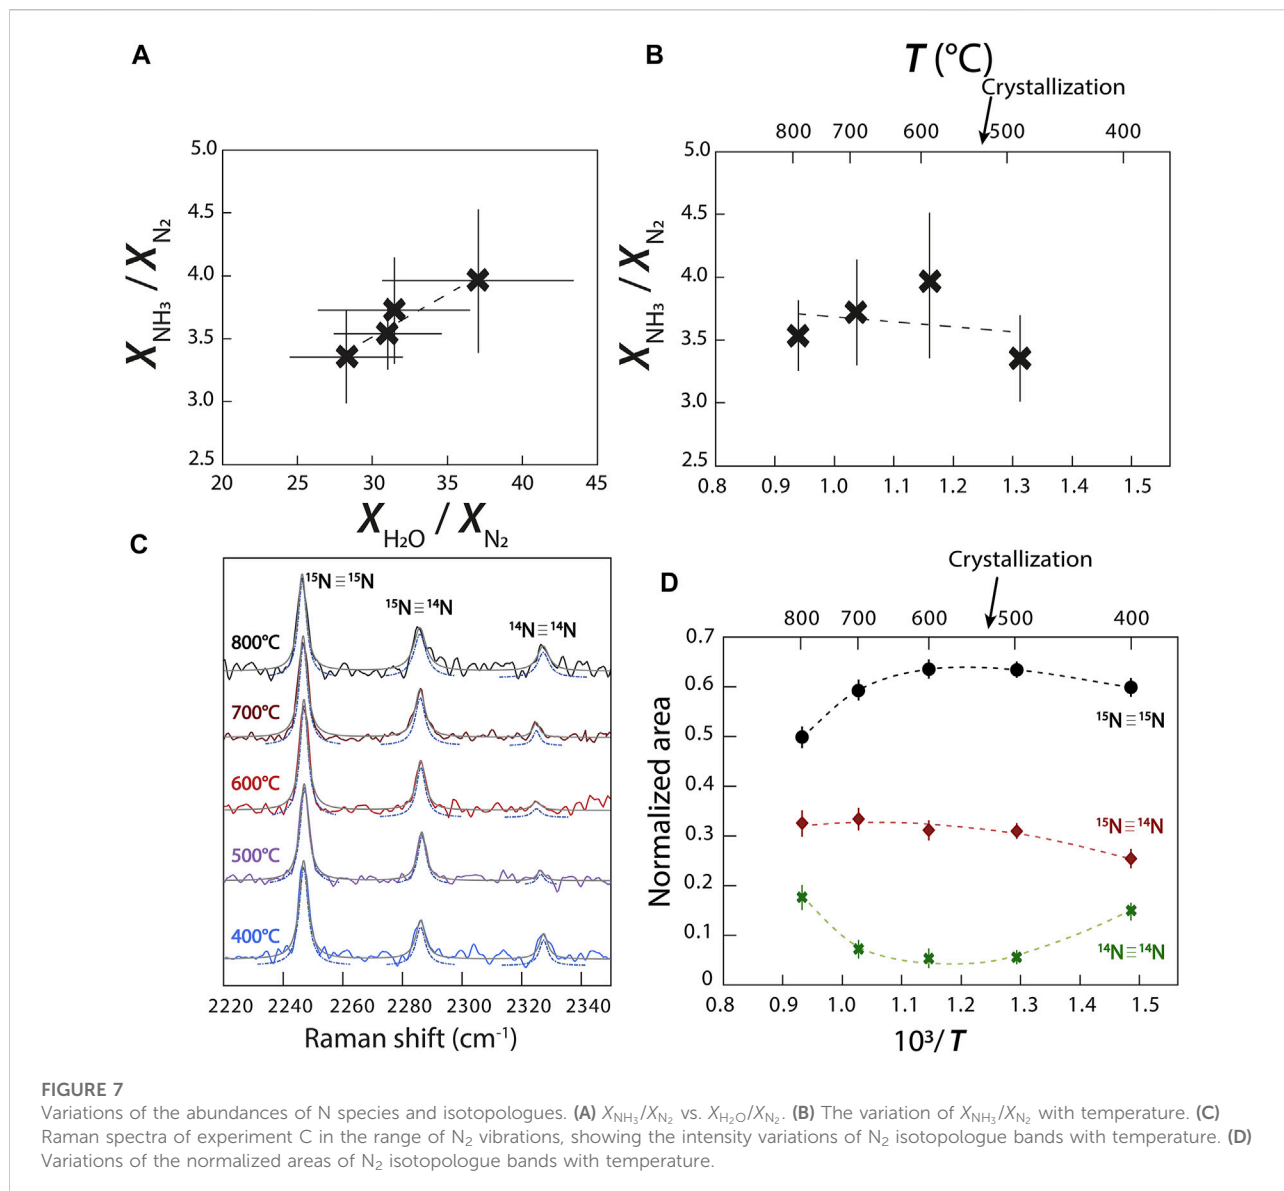 A
5.0
4.5
4.0
3.5
3.0
2.5
X_NH₃ / X_N₂
20 25 30 35 40 45
X_H₂O / X_N₂
B
T (°C)
Crystallization
800 700 600 500 400
5.0
4.5
4.0
3.5
3.0
2.5
X_NH₃ / X_N₂
0.8 0.9 1.0 1.1 1.2 1.3 1.4 1.5
C
¹⁵N≡¹⁵N
¹⁵N≡¹⁴N
¹⁴N≡¹⁴N
800°C
700°C
600°C
500°C
400°C
2220 2240 2260 2280 2300 2320 2340
Raman shift (cm⁻¹)
D
Crystallization
800 700 600 500 400
0.7
0.6
0.5
0.4
0.3
0.2
0.1
0
Normalized area
¹⁵N≡¹⁵N
¹⁵N≡¹⁴N
¹⁴N≡¹⁴N
0.8 0.9 1.0 1.1 1.2 1.3 1.4 1.5
10³/T
FIGURE 7
Variations of the abundances of N species and isotopologues. (A) X_NH₃/X_N₂ vs. X_H₂O/X_N₂. (B) The variation of X_NH₃/X_N₂ with temperature. (C)
Raman spectra of experiment C in the range of N₂ vibrations, showing the intensity variations of N₂ isotopologue bands with temperature. (D)
Variations of the normalized areas of N₂ isotopologue bands with temperature.